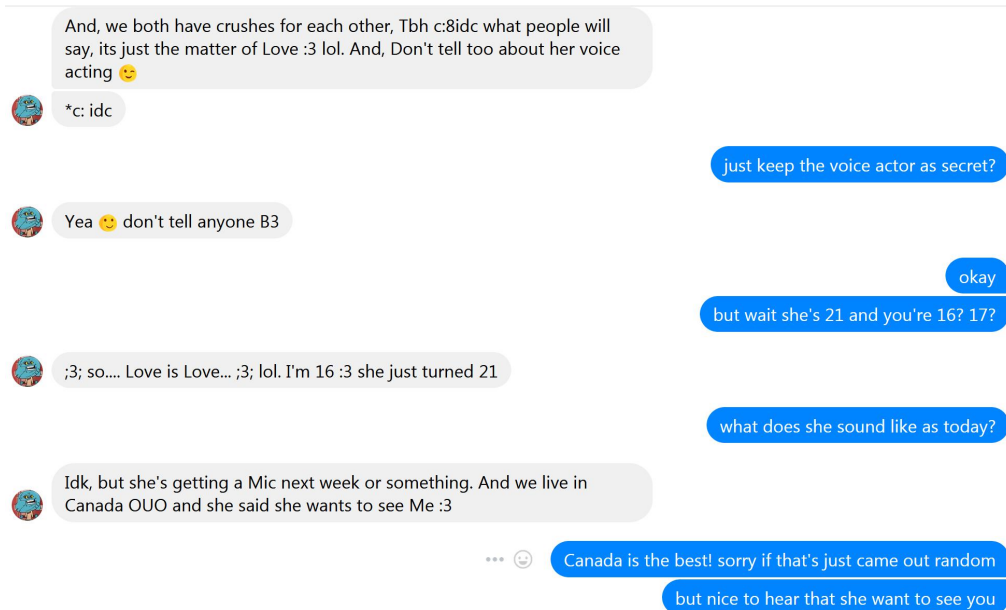 And, we both have crushes for each other, Tbh c:8idc what people will
say, its just the matter of Love :3 lol. And, Don't tell too about her voice
acting 😉
*c: idc
just keep the voice actor as secret?
Yea 🙂 don't tell anyone B3
okay
but wait she's 21 and you're 16? 17?
;3; so.... Love is Love... ;3; lol. I'm 16 :3 she just turned 21
what does she sound like as today?
Idk, but she's getting a Mic next week or something. And we live in
Canada OUO and she said she wants to see Me :3
Canada is the best! sorry if that's just came out random
but nice to hear that she want to see you